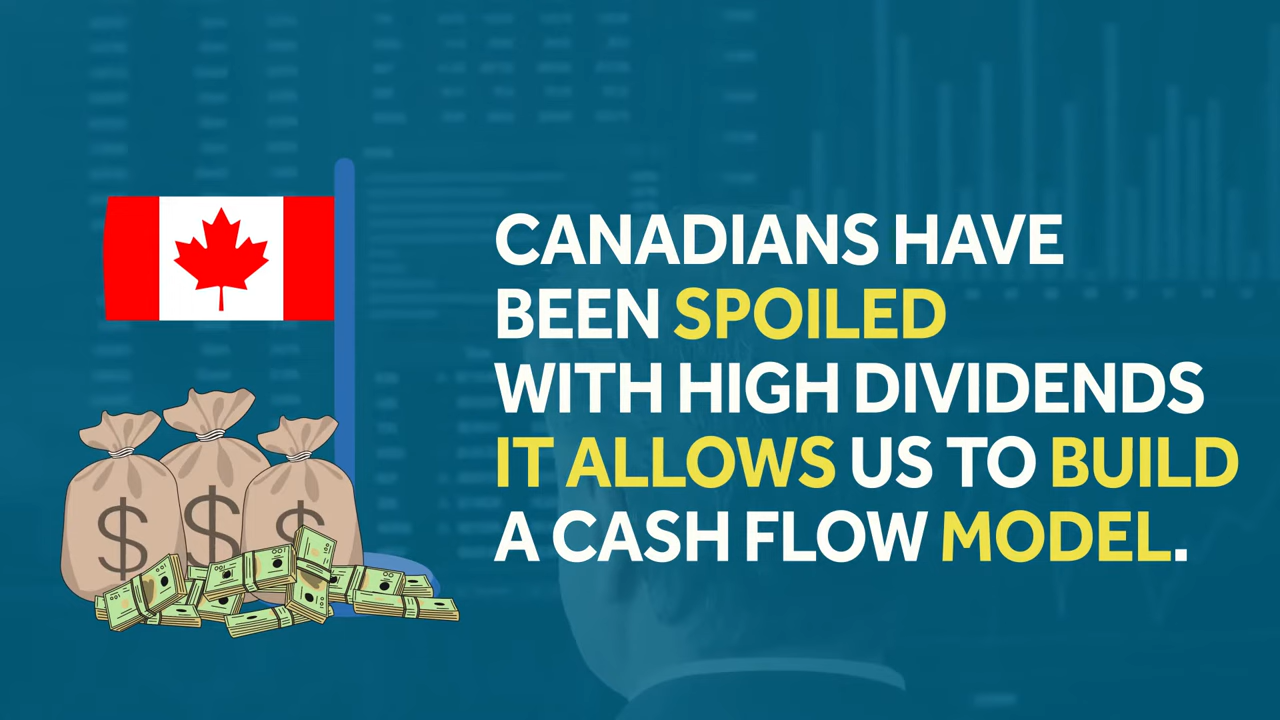 CANADIANS HAVE
BEEN SPOILED
WITH HIGH DIVIDENDS
IT ALLOWS US TO BUILD
A CASH FLOW MODEL.
$ $ $